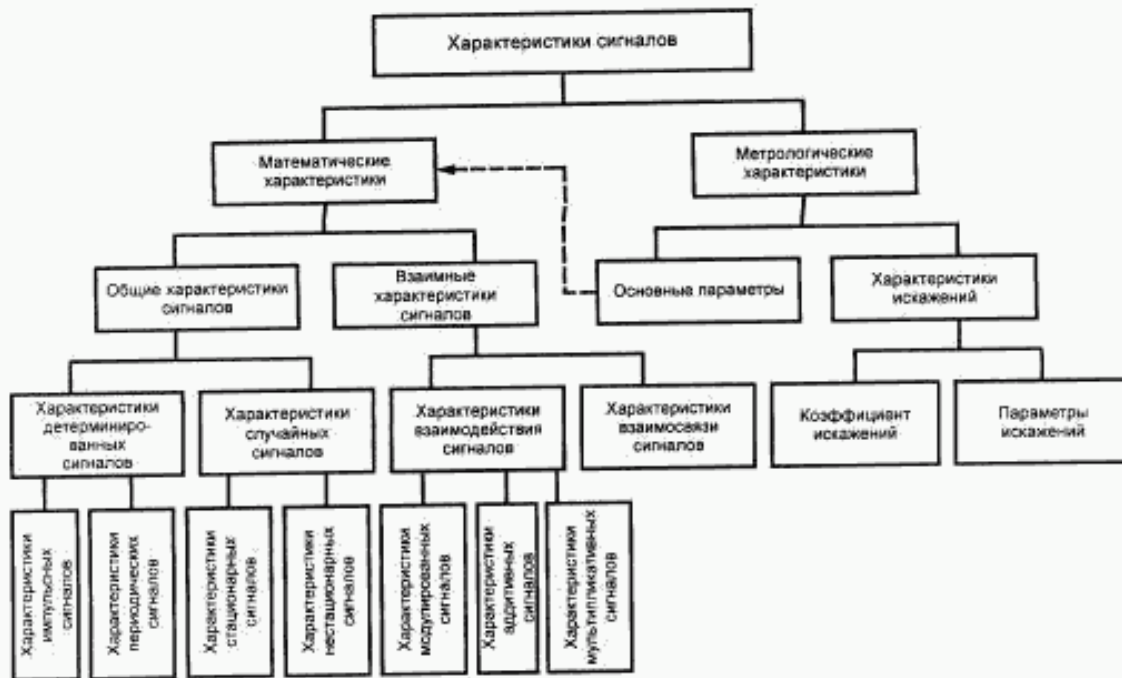 Характеристики сигналов
Математические
характеристики
Метрологические
характеристики
Общие характеристики
сигналов
Взаимные
характеристики
сигналов
Основные параметры
Характеристики
искажений
Характеристики
детерминиро-
ванных
сигналов
Характеристики
случайных
сигналов
Характеристики
взаимодействия
сигналов
Характеристики
взаимосвязи
сигналов
Коэффициент
искажений
Параметры
искажений
Характеристики
импульсных
сигналов
Характеристики
периодических
сигналов
Характеристики
стационарных
сигналов
Характеристики
нестационарных
сигналов
Характеристики
модулированных
сигналов
Характеристики
аддитивных
сигналов
Характеристики
мультипликативных
сигналов